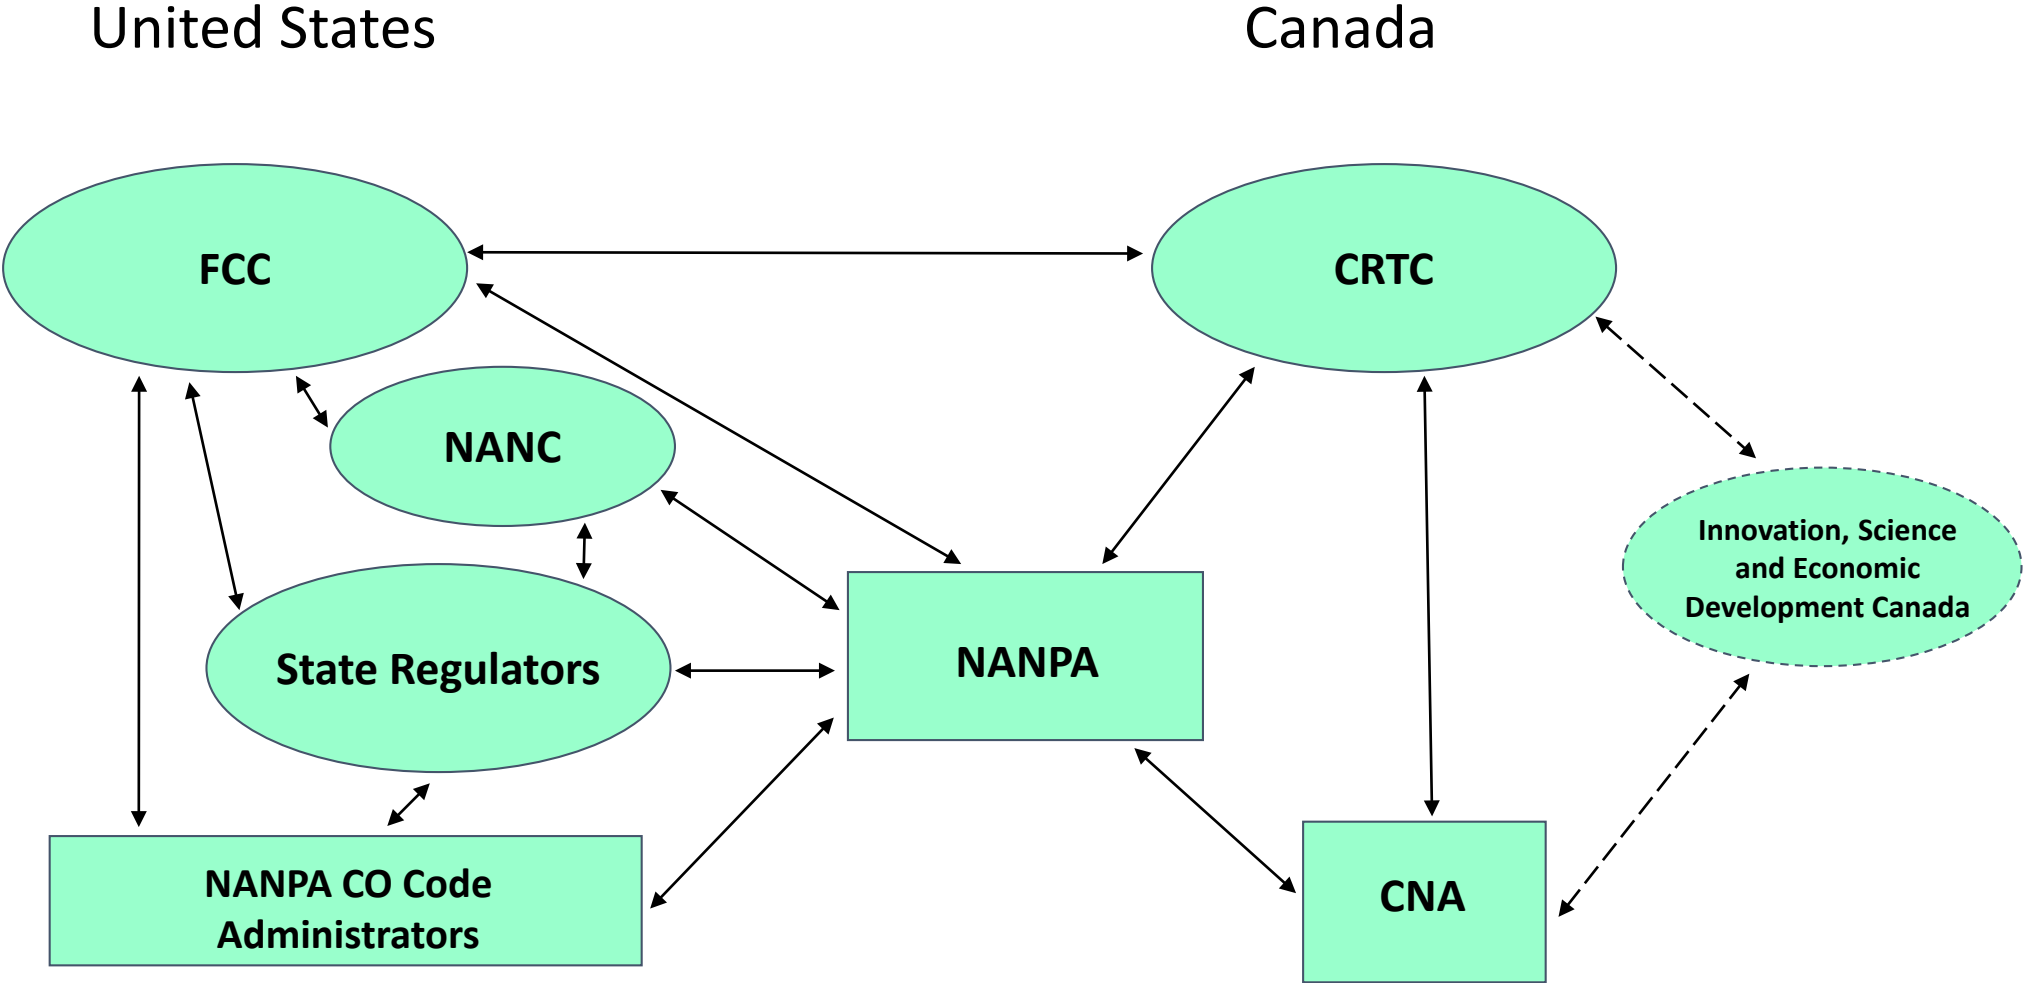 United States
Canada
FCC
CRTC
NANC
Innovation, Science
and Economic
Development Canada
State Regulators
NANPA
NANPA CO Code
Administrators
CNA